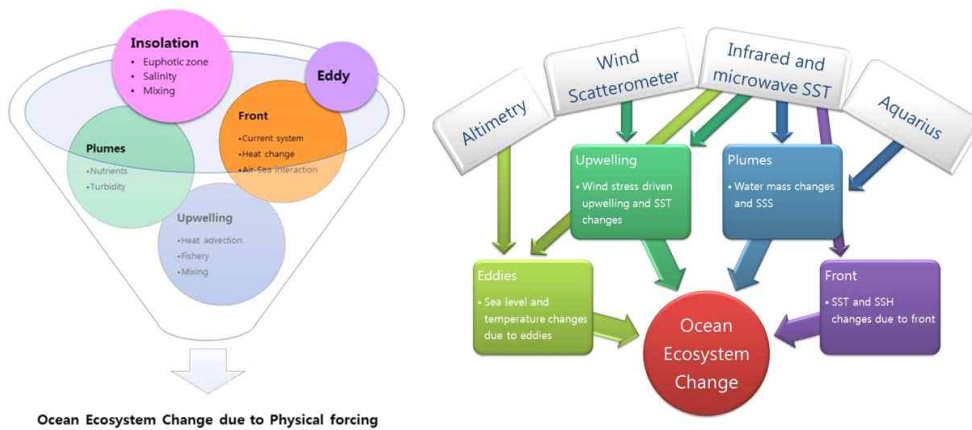 Insolation
• Euphotic zone
• Salinity
• Mixing
Eddy
Front
•Current system
•Heat change
•Air-Sea interaction
Plumes
•Nutrients
•Turbidity
Upwelling
•Heat advection
•Fishery
•Mixing
Ocean Ecosystem Change due to Physical forcing
Altimetry
Wind
Scatterometer
Infrared and
microwave SST
Aquarius
Upwelling
• Wind stress driven
upwelling and SST
changes
Plumes
• Water mass changes
and SSS
Eddies
• Sea level and
temperature changes
due to eddies
Front
• SST and SSH
changes due to front
Ocean
Ecosystem
Change